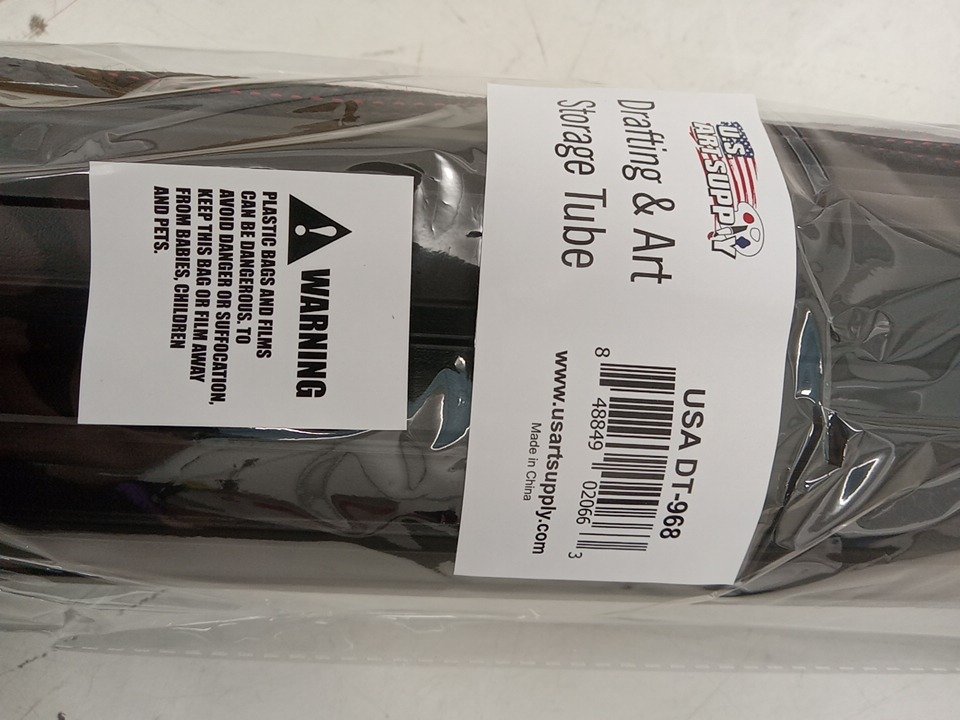 U.S.
ART SUPPLY
Drafting & Art
Storage Tube
USA DT-968
8 48849 02066 3
www.usartsupply.com
Made in China
WARNING
PLASTIC BAGS AND FILMS
CAN BE DANGEROUS. TO
AVOID DANGER OR SUFFOCATION,
KEEP THIS BAG OR FILM AWAY
FROM BABIES, CHILDREN
AND PETS.